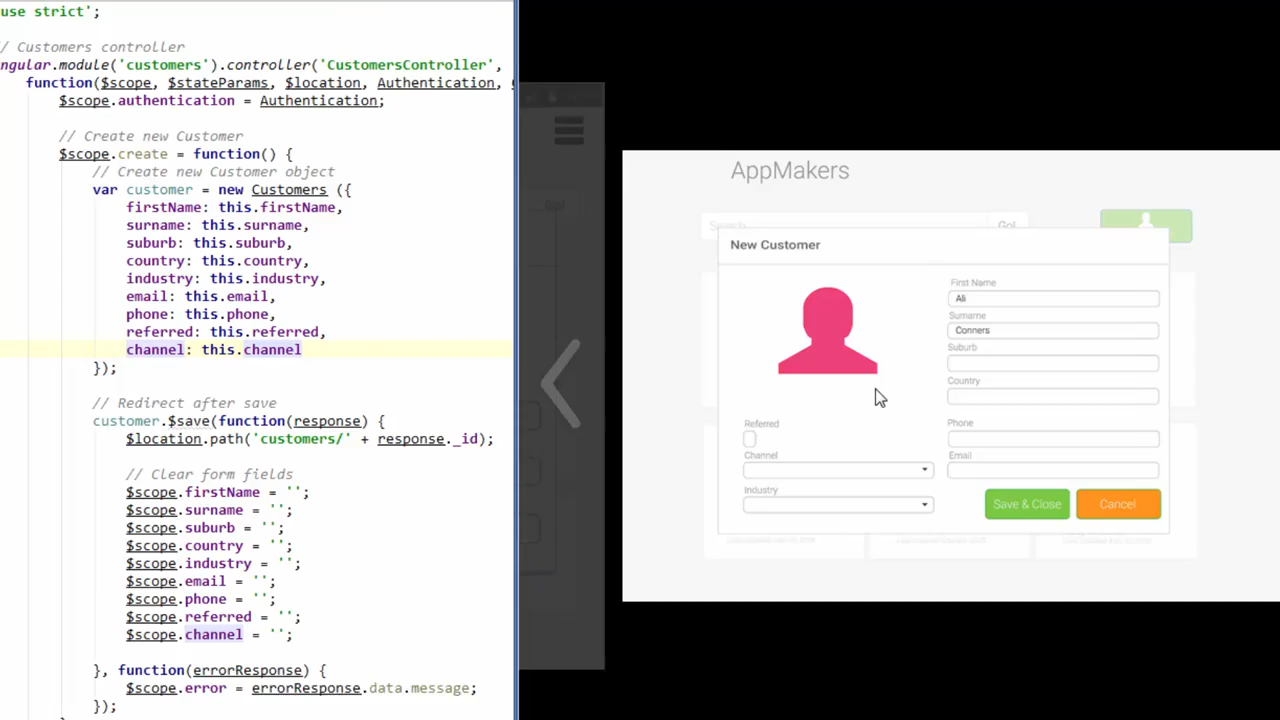 use strict';
// Customers controller
ngular.module('customers').controller('CustomersController',
function($scope, $stateParams, $location, Authentication,
$scope.authentication = Authentication;
// Create new Customer
$scope.create = function() {
// Create new Customer object
var customer = new Customers ({
firstName: this.firstName,
surname: this.surname,
suburb: this.suburb,
country: this.country,
industry: this.industry,
email: this.email,
phone: this.phone,
referred: this.referred,
channel: this.channel
});
// Redirect after save
customer.$save(function(response) {
$location.path('customers/' + response._id);
// Clear form fields
$scope.firstName = '';
$scope.surname = '';
$scope.suburb = '';
$scope.country = '';
$scope.industry = '';
$scope.email = '';
$scope.phone = '';
$scope.referred = '';
$scope.channel = '';
}, function(errorResponse) {
$scope.error = errorResponse.data.message;
});
AppMakers
Search...
Go!
New Customer
First Name
Ali
Surname
Conners
Suburb
Country
Referred
Phone
Channel
Email
Industry
Save & Close
Cancel